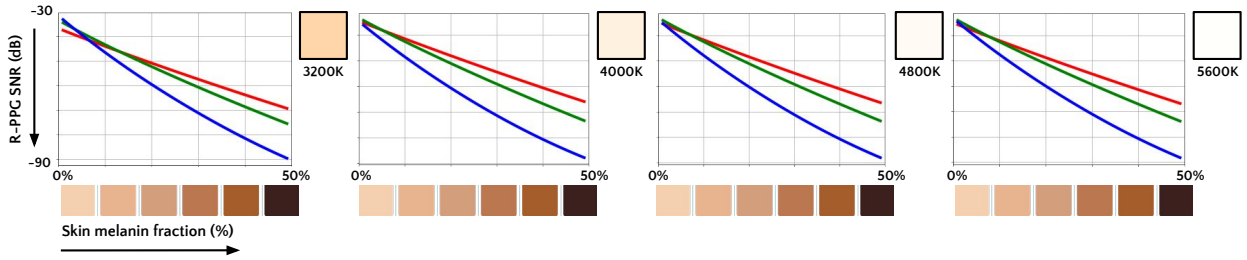 -30
R-PPG SNR (dB)
-90
3200K
4000K
4800K
5600K
0%
50%
0%
50%
0%
50%
0%
50%
Skin melanin fraction (%)